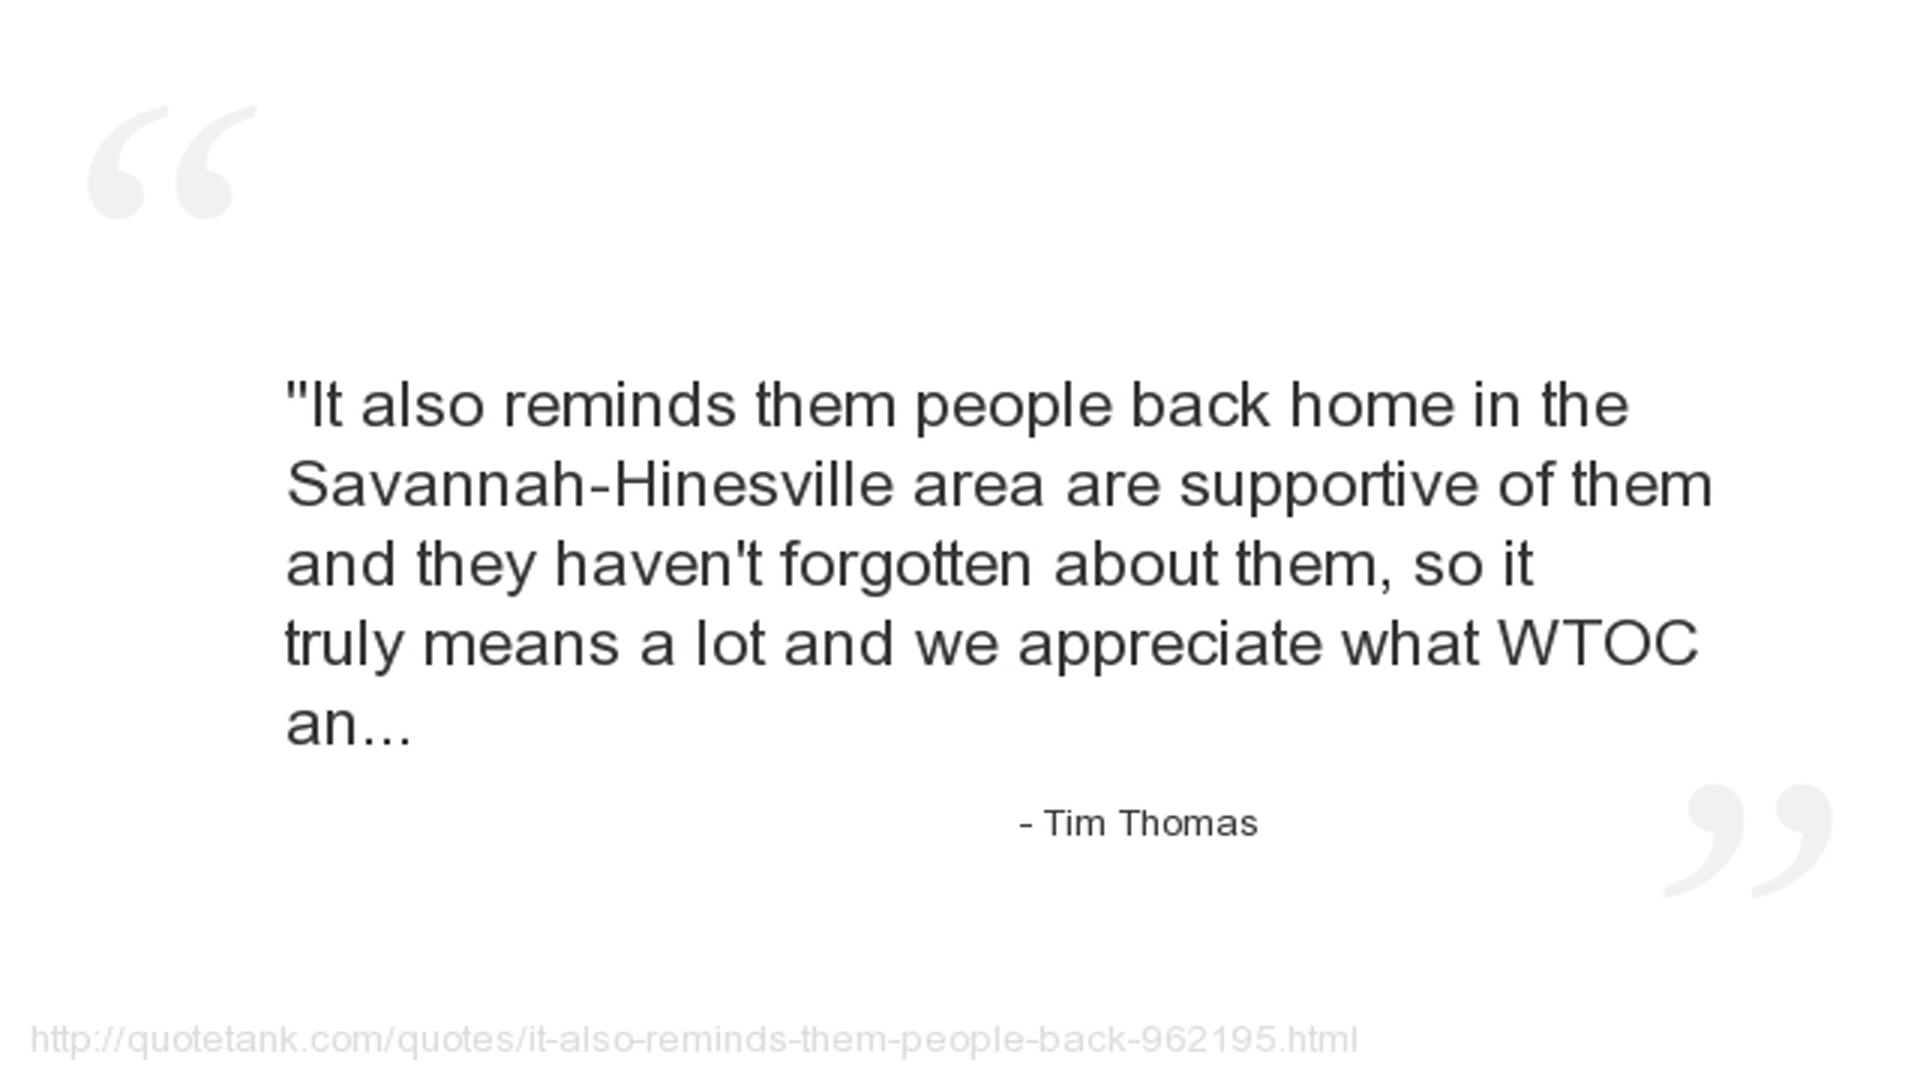 "It also reminds them people back home in the
Savannah-Hinesville area are supportive of them
and they haven't forgotten about them, so it
truly means a lot and we appreciate what WTOC
an...
- Tim Thomas
http://quotetank.com/quotes/it-also-reminds-them-people-back-962195.html